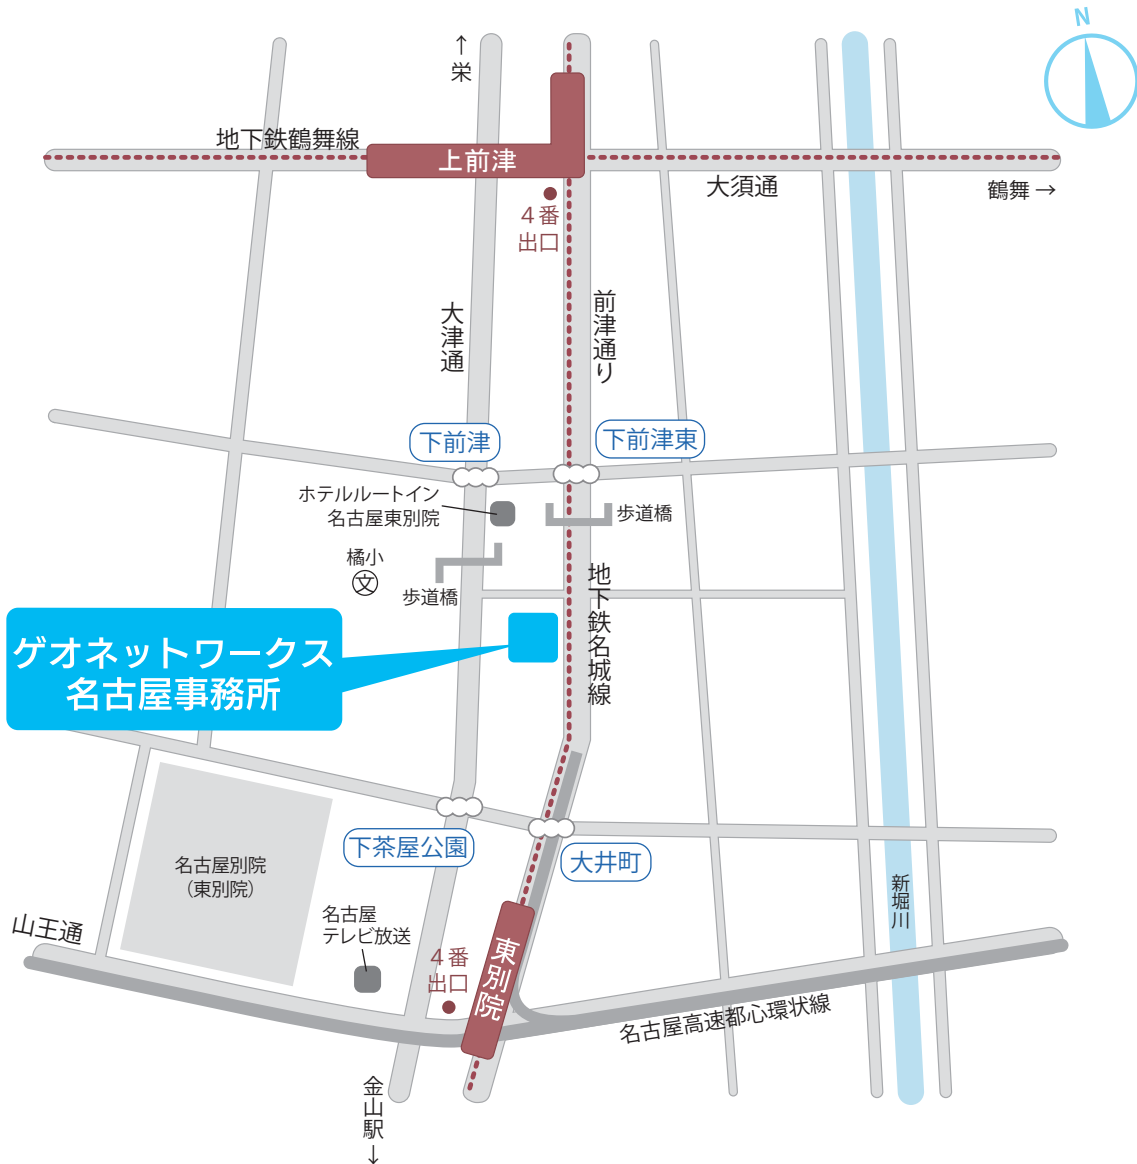 N
↑
栄
地下鉄鶴舞線
上前津
大須通
鶴舞→
4番
出口
大津通
前津通り
下前津
下前津東
ホテルルートイン
名古屋東別院
歩道橋
橘小
文
歩道橋
地下鉄名城線
ゲオネットワークス
名古屋事務所
下茶屋公園
大井町
名古屋別院
（東別院）
新堀川
山王通
名古屋
テレビ放送
4番
出口
東別院
名古屋高速都心環状線
金山駅
↓